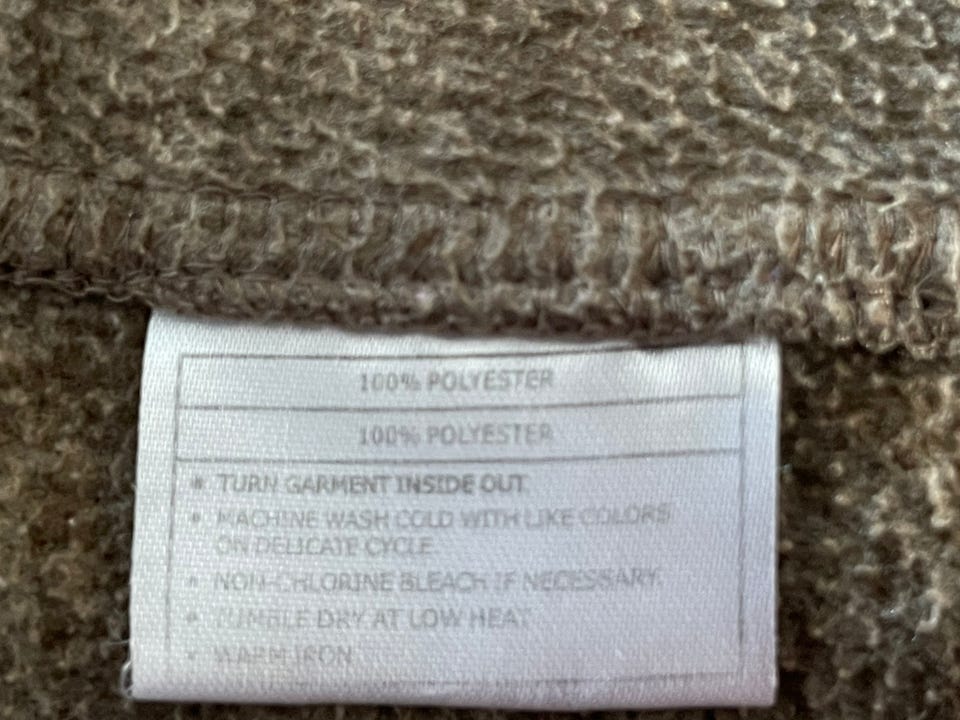 100% POLYESTER
100% POLYESTER
• TURN GARMENT INSIDE OUT
• MACHINE WASH COLD WITH LIKE COLORS
ON DELICATE CYCLE.
• NON-CHLORINE BLEACH IF NECESSARY.
• TUMBLE DRY AT LOW HEAT
• WARM IRON